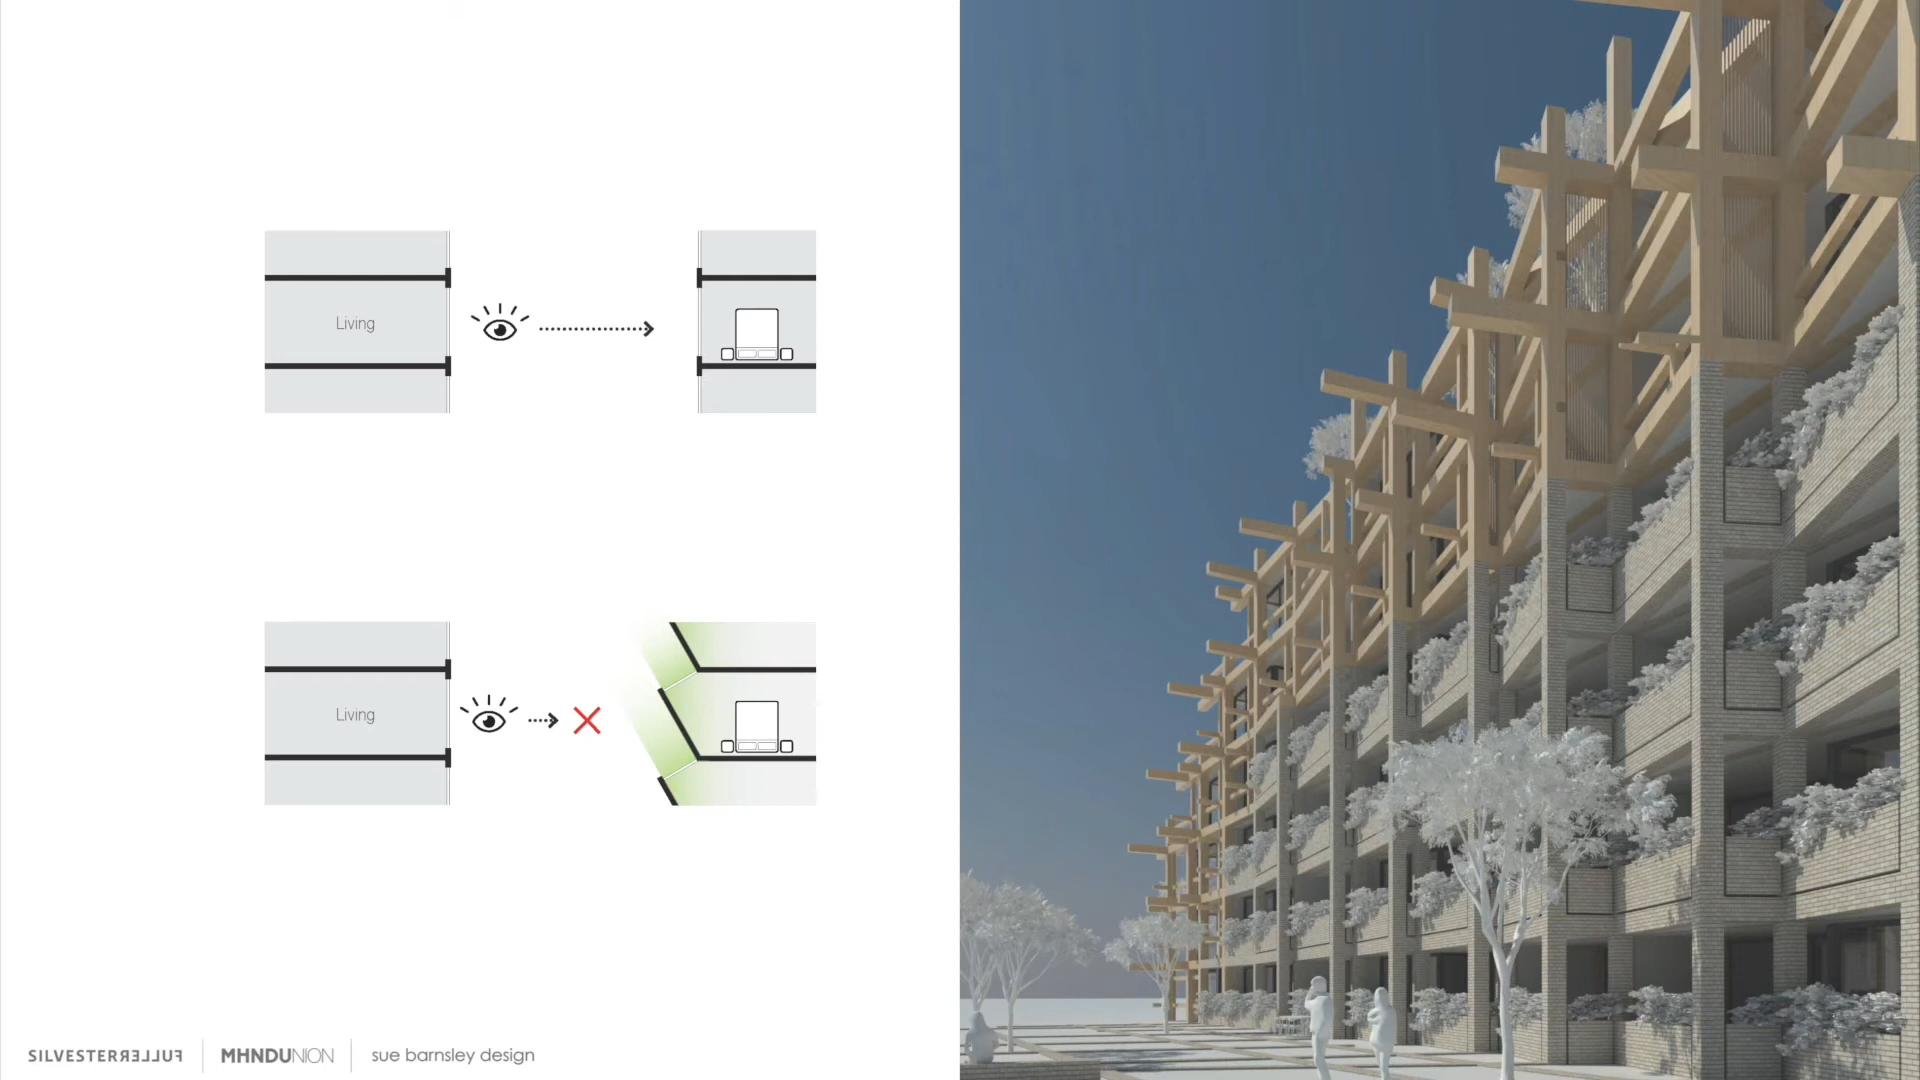 Living
Living
SILVESTERFULLER
MHNDUNION
sue barnsley design